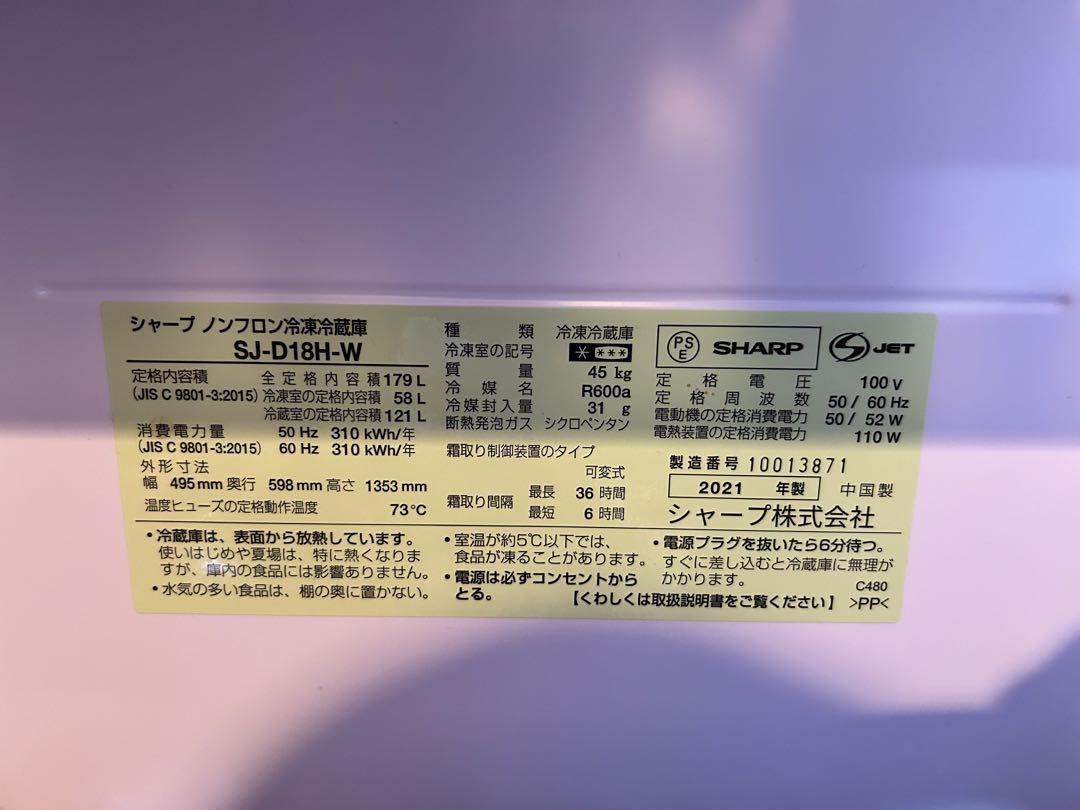 シャープ ノンフロン冷凍冷蔵庫
SJ-D18H-W
定格内容積 全定格内容積 179 L
(JIS C 9801-3:2015) 冷凍室の定格内容積 58 L
冷蔵室の定格内容積 121 L
消費電力量 50 Hz 310 kWh/年
(JIS C 9801-3:2015) 60 Hz 310 kWh/年
外形寸法
幅 495 mm 奥行 598 mm 高さ 1353 mm
温度ヒューズの定格動作温度 73℃
種類 冷凍冷蔵庫
冷凍室の記号 * ***
質量 45 kg
冷媒名 R600a
冷媒封入量 31 g
断熱発泡ガス シクロペンタン
霜取り制御装置のタイプ
可変式
霜取り間隔 最長 36 時間
最短 6 時間
PSE SHARP JET
定格電圧 100 V
定格周波数 50 / 60 Hz
電動機の定格消費電力 50 / 52 W
電熱装置の定格消費電力 110 W
製造番号 10013871
2021 年製 中国製
シャープ株式会社
・冷蔵庫は、表面から放熱しています。
使いはじめや夏場は、特に熱くなりま
すが、庫内の食品には影響ありません。
・水気の多い食品は、棚の奥に置かない。
・室温が約5℃以下では、
食品が凍ることがあります。
・電源は必ずコンセントから
とる。
・電源プラグを抜いたら6分待つ。
すぐに差し込むと冷蔵庫に無理が
かかります。 C480
【くわしくは取扱説明書をご覧ください】 >PP<